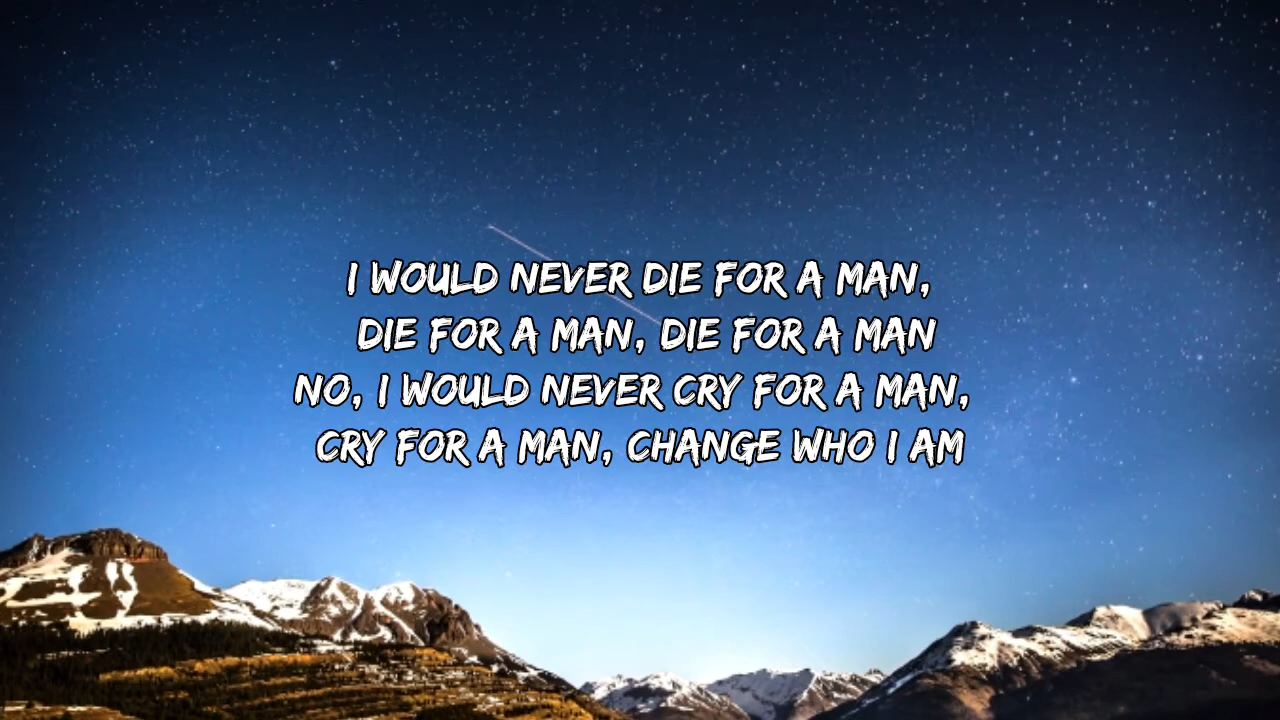 I WOULD NEVER DIE FOR A MAN,
DIE FOR A MAN, DIE FOR A MAN
NO, I WOULD NEVER CRY FOR A MAN,
CRY FOR A MAN, CHANGE WHO I AM